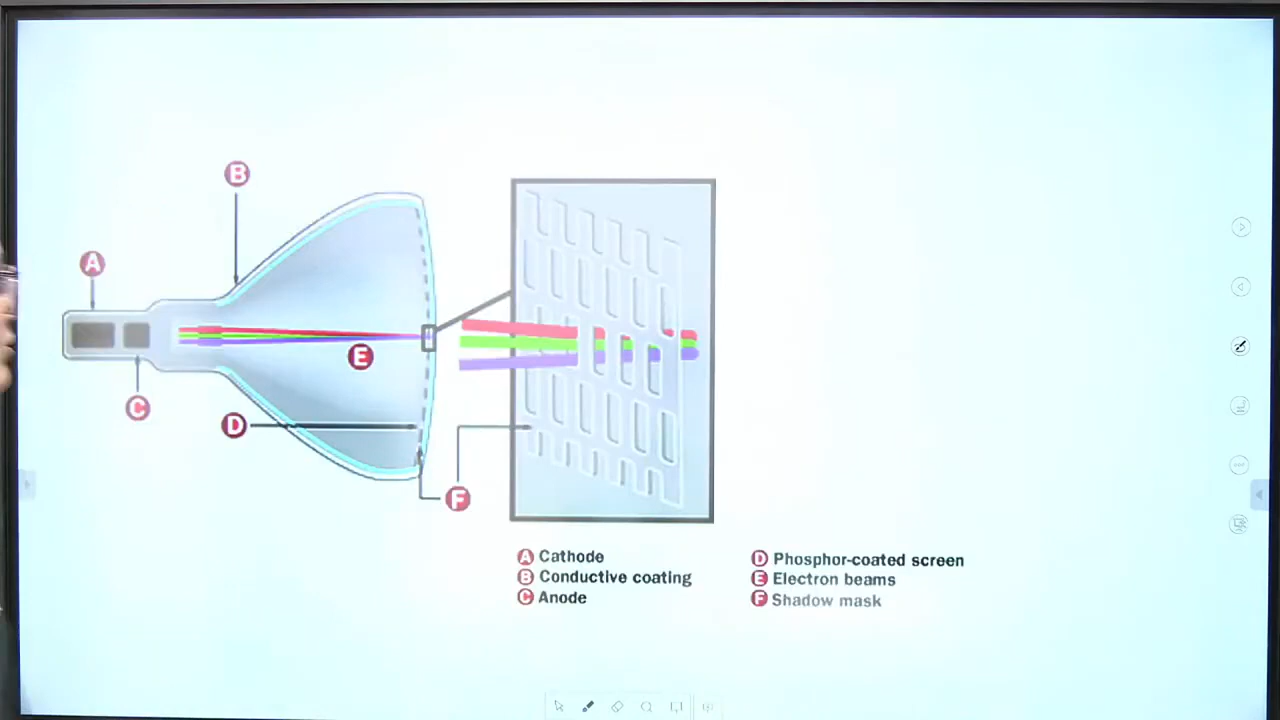 B
A
E
C
D
F
A Cathode
B Conductive coating
C Anode
D Phosphor-coated screen
E Electron beams
F Shadow mask